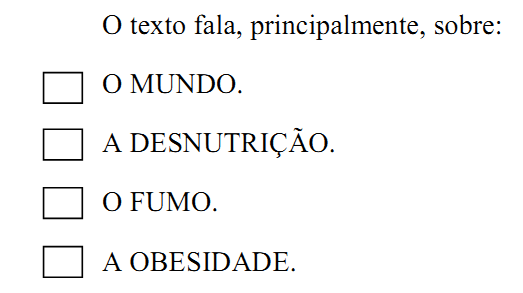 O texto fala, principalmente, sobre:
O MUNDO.
A DESNUTRIÇÃO.
O FUMO.
A OBESIDADE.